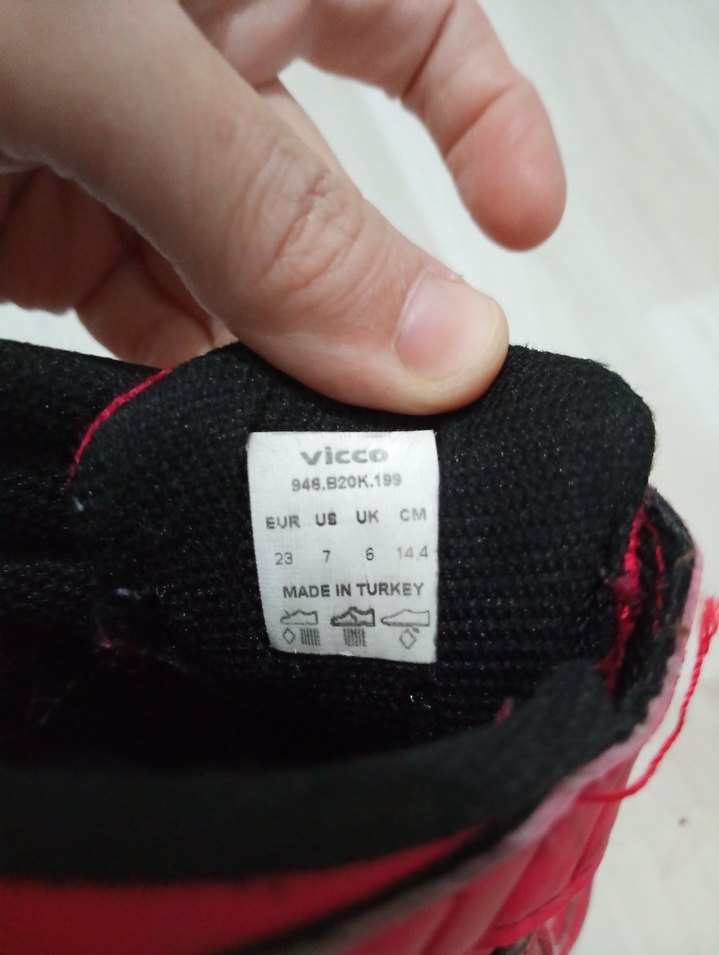 vicco
946.B20K.199
EUR US UK CM
23 7 6 14,4
MADE IN TURKEY